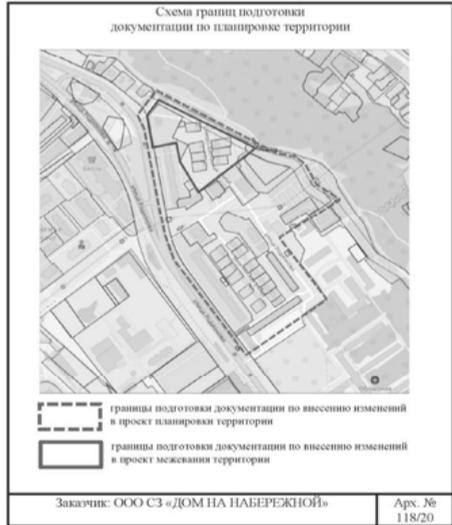 Схема границ подготовки
документации по планировке территории
границы подготовки документации по внесению изменений
в проект планировки территории
границы подготовки документации по внесению изменений
в проект межевания территории
Заказчик: ООО СЗ «ДОМ НА НАБЕРЕЖНОЙ»
Арх. №
118/20